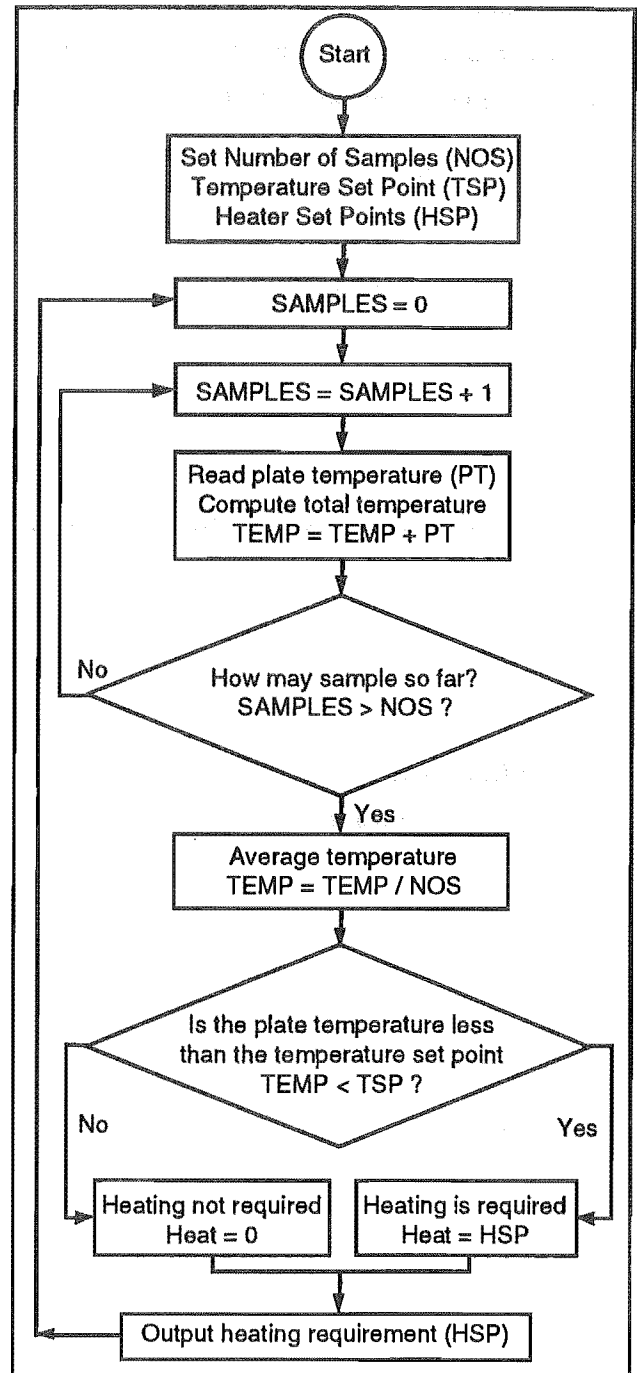 Start
Set Number of Samples (NOS)
Temperature Set Point (TSP)
Heater Set Points (HSP)
SAMPLES = 0
SAMPLES = SAMPLES + 1
Read plate temperature (PT)
Compute total temperature
TEMP = TEMP + PT
No
How may sample so far?
SAMPLES > NOS ?
Yes
Average temperature
TEMP = TEMP / NOS
Is the plate temperature less
than the temperature set point
TEMP < TSP ?
No
Yes
Heating not required
Heat = 0
Heating is required
Heat = HSP
Output heating requirement (HSP)